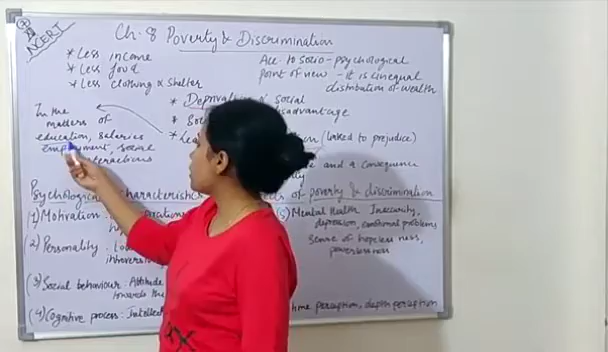 NCERT
Ch. 8 Poverty & Discrimination
* Less income
* Less food
* Less clothing & shelter
Acc to socio-psychological
point of view - it is unequal
distribution of wealth
In the
matters of
education, salaries
employment, social
interactions
* Deprivation social
disadvantage
*
(linked to prejudice)
and a consequence
Psychological characteristics of poverty & discrimination
(1) Motivation :
(2) Personality :
introversion
(3) Social behaviour : Attitude
towards the
(4) Cognitive process :
(5) Mental Health Insecurity,
depression, emotional problems
sense of hopelessness,
powerlessness
time perception, depth perception